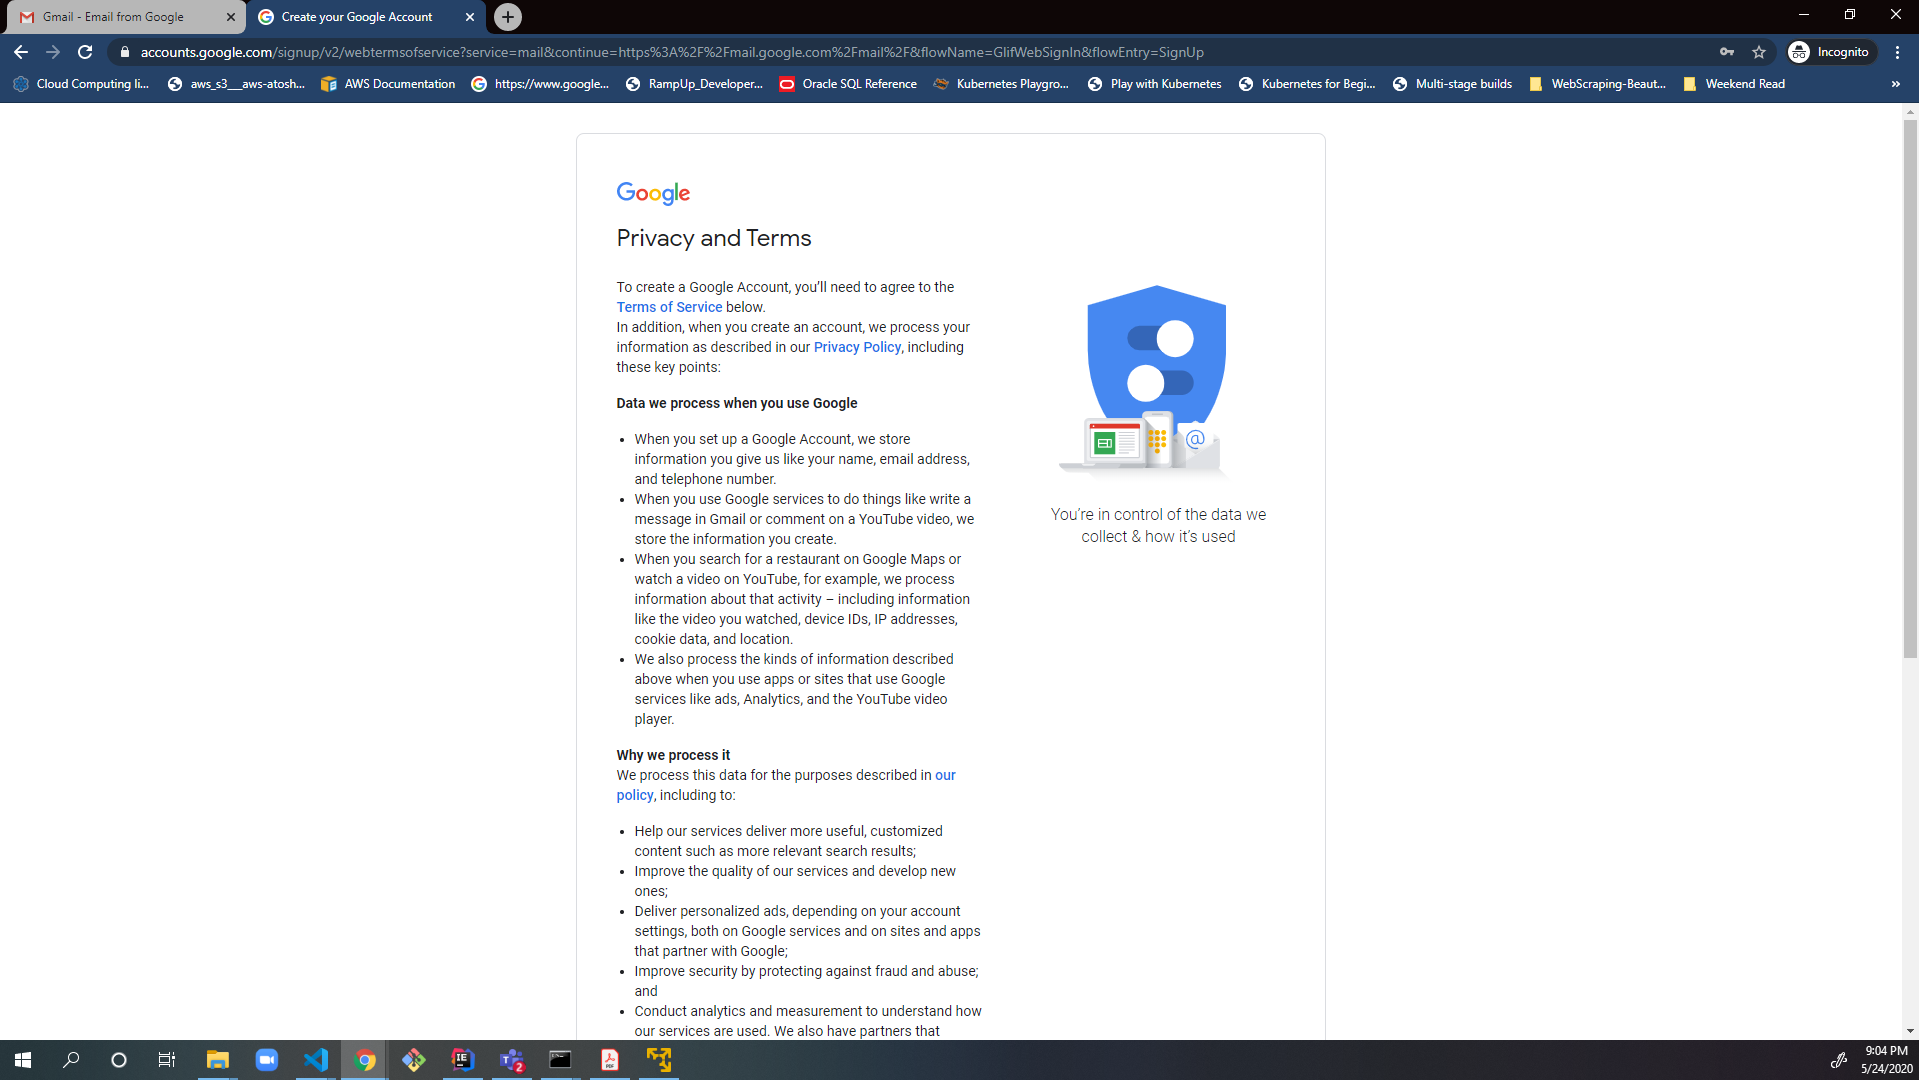 Gmail - Email from Google
Create your Google Account
accounts.google.com/signup/v2/webtermsofservice?service=mail&continue=https%3A%2F%2Fmail.google.com%2Fmail%2F&flowName=GlifWebSignIn&flowEntry=SignUp
Incognito
Cloud Computing li...
aws_s3__aws-atosh...
AWS Documentation
https://www.google...
RampUp_Developer...
Oracle SQL Reference
Kubernetes Playgro...
Play with Kubernetes
Kubernetes for Begi...
Multi-stage builds
WebScraping-Beaut...
Weekend Read
»
Google
Privacy and Terms
To create a Google Account, you’ll need to agree to the
Terms of Service below.
In addition, when you create an account, we process your
information as described in our Privacy Policy, including
these key points:
Data we process when you use Google
• When you set up a Google Account, we store
information you give us like your name, email address,
and telephone number.
• When you use Google services to do things like write a
message in Gmail or comment on a YouTube video, we
store the information you create.
• When you search for a restaurant on Google Maps or
watch a video on YouTube, for example, we process
information about that activity – including information
like the video you watched, device IDs, IP addresses,
cookie data, and location.
• We also process the kinds of information described
above when you use apps or sites that use Google
services like ads, Analytics, and the YouTube video
player.
Why we process it
We process this data for the purposes described in our
policy, including to:
• Help our services deliver more useful, customized
content such as more relevant search results;
• Improve the quality of our services and develop new
ones;
• Deliver personalized ads, depending on your account
settings, both on Google services and on sites and apps
that partner with Google;
• Improve security by protecting against fraud and abuse;
and
• Conduct analytics and measurement to understand how
our services are used. We also have partners that
@
You’re in control of the data we
collect & how it’s used
IE
T
2
PDF
9:04 PM
5/24/2020